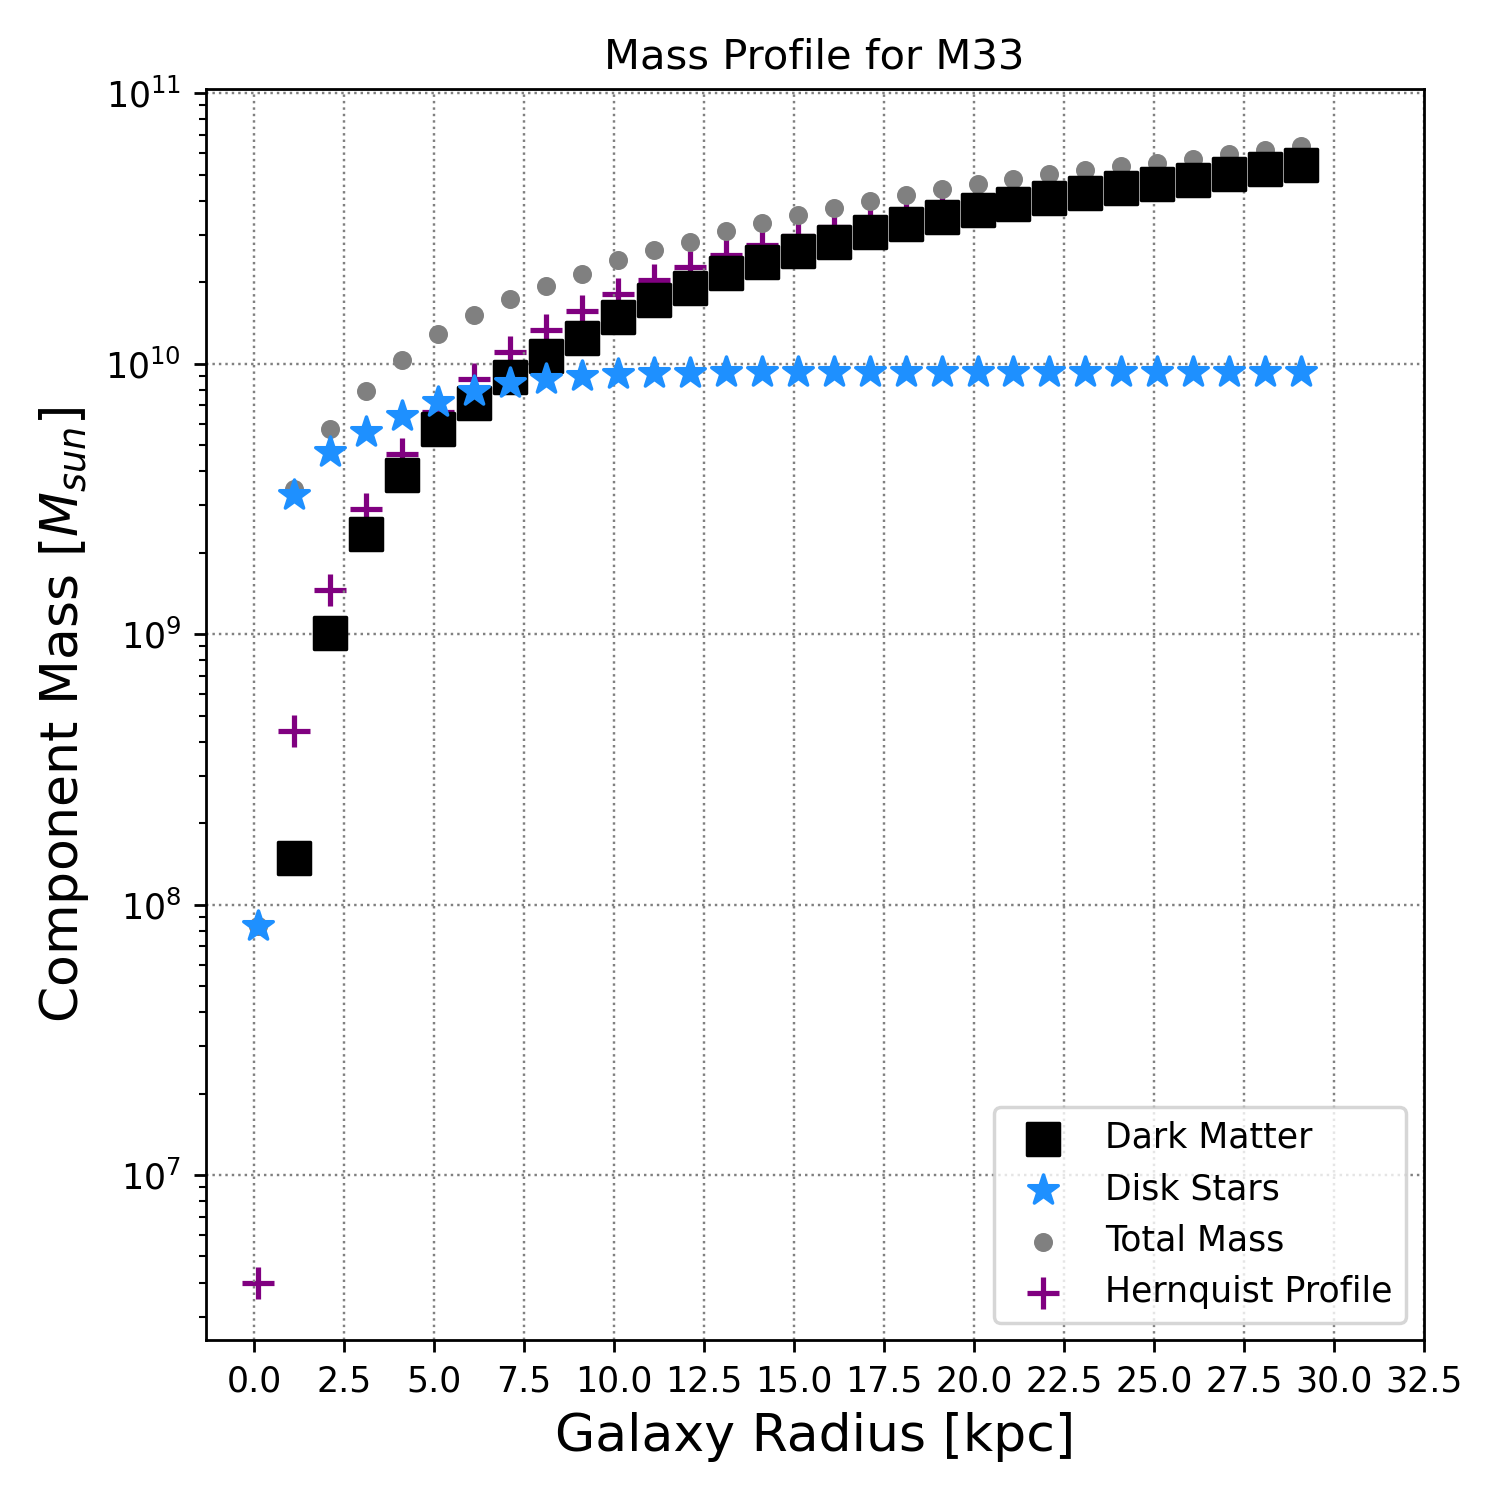 Mass Profile for M33
10^11
10^10
10^9
10^8
10^7
Component Mass [M_sun]
Dark Matter
Disk Stars
Total Mass
Hernquist Profile
0.0 2.5 5.0 7.5 10.0 12.5 15.0 17.5 20.0 22.5 25.0 27.5 30.0 32.5
Galaxy Radius [kpc]